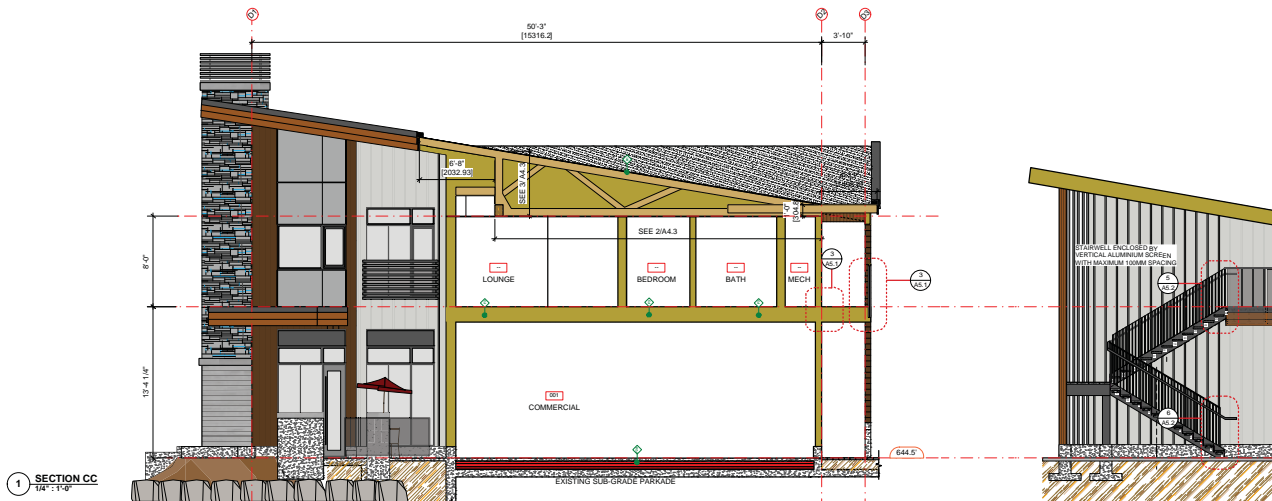 D1
D2
D3
50'-3"
[15316.2]
3'-10"
6'-8"
[2032.93]
SEE 3/ A4.3
SEE 2/A4.3
8'-0"
LOUNGE
BEDROOM
BATH
MECH
3
A5.1
3
A5.1
STAIRWELL ENCLOSED BY
VERTICAL ALUMINIUM SCREEN
WITH MAXIMUM 100MM SPACING
5
A5.2
13'-4 1/4"
001
COMMERCIAL
6
A5.2
644.5'
1
SECTION CC
1/4" : 1'-0"
EXISTING SUB-GRADE PARKADE